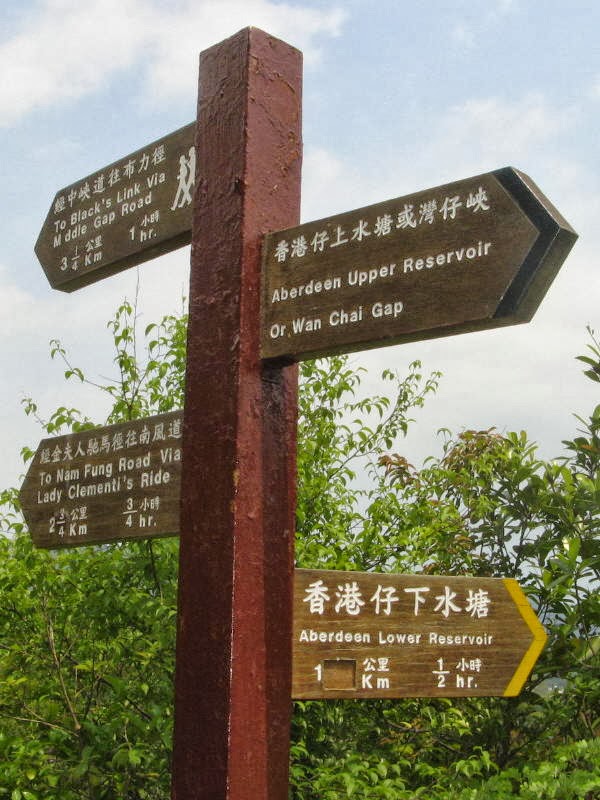 經中峽道往布力徑
To Black's Link Via
Mddle Gap Road
3 1/4 公里 Km 1 小時 hr.
香港仔上水塘或灣仔峽
Aberdeen Upper Reservoir
Or Wan Chai Gap
經金夫人馳馬徑往南風道
To Nam Fung Road Via
Lady Clementi's Ride
2 3/4 公里 Km 3/4 小時 hr.
香港仔下水塘
Aberdeen Lower Reservoir
1 公里 Km 1/2 小時 hr.